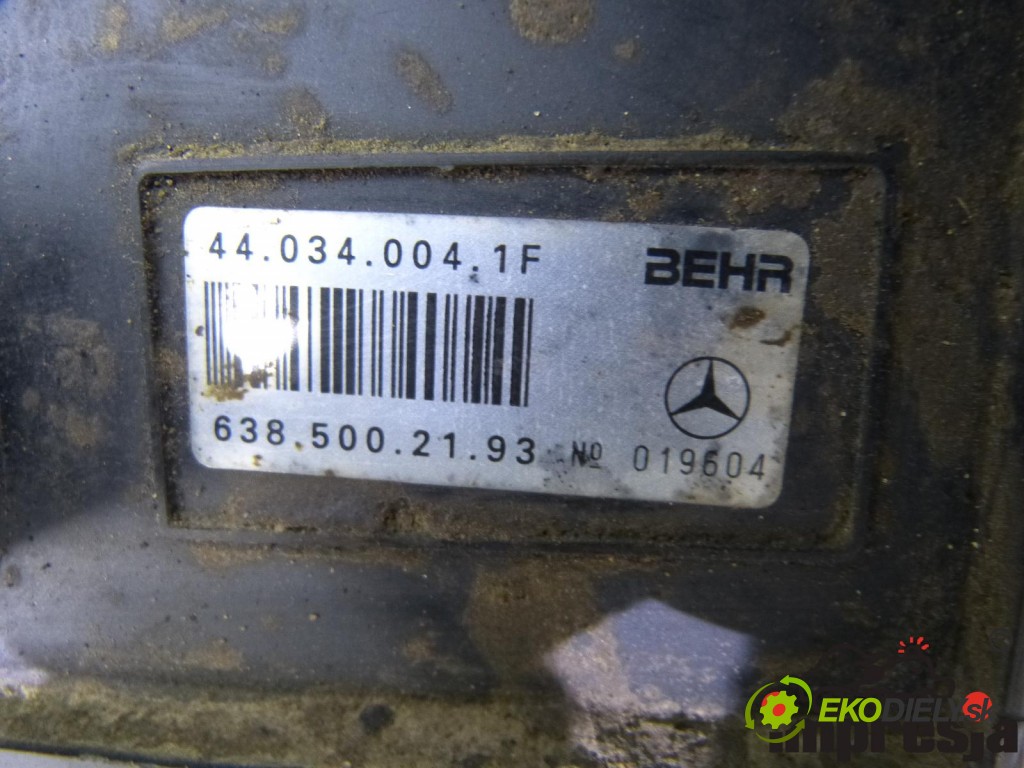 44.034.004.1F
BEHR
638.500.21.93 Nº 019604
EKODIELY.sk
impresja